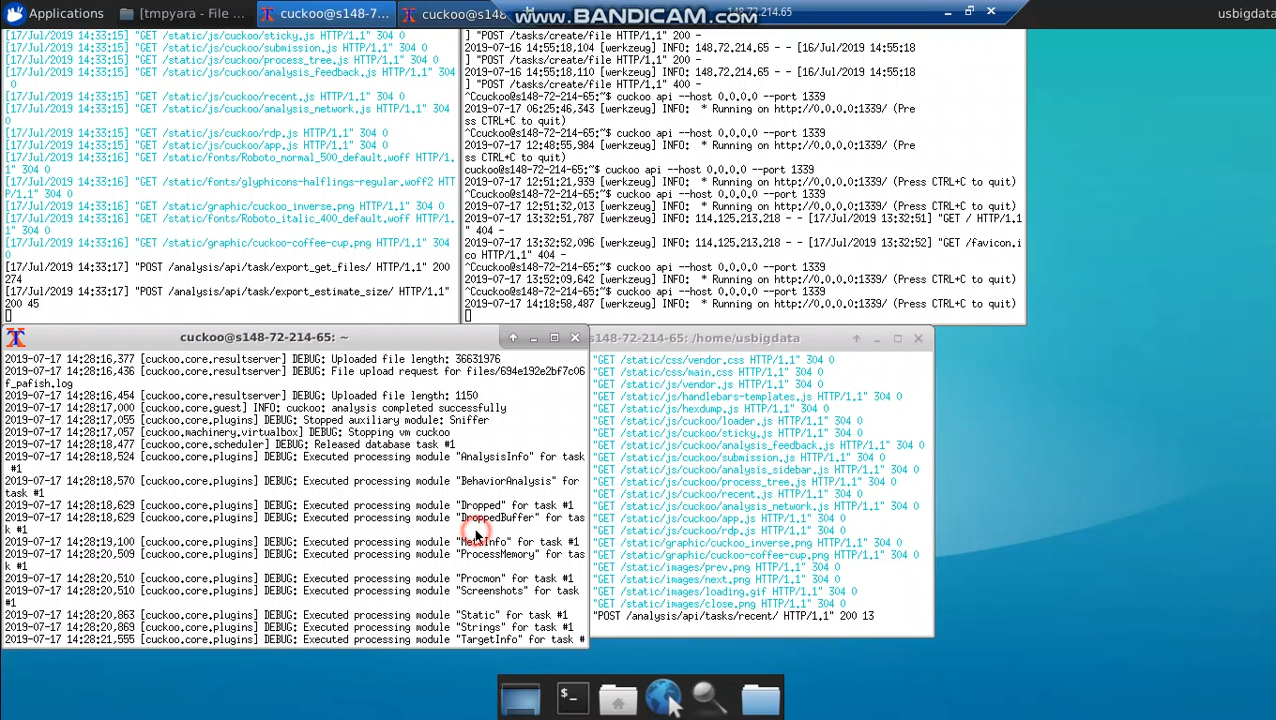 Applications
[tmpyara - File ...
cuckoo@s148-7...
cuckoo@s148
www.BANDICAM.com
72.214.65
usbigdata
[17/Jul/2019 14:33:15] "GET /static/js/cuckoo/sticky.js HTTP/1.1" 304 0
[17/Jul/2019 14:33:15] "GET /static/js/cuckoo/submission.js HTTP/1.1" 304 0
[17/Jul/2019 14:33:15] "GET /static/js/cuckoo/process_tree.js HTTP/1.1" 304 0
[17/Jul/2019 14:33:15] "GET /static/js/cuckoo/analysis_feedback.js HTTP/1.1" 304
0
[17/Jul/2019 14:33:15] "GET /static/js/cuckoo/recent.js HTTP/1.1" 304 0
[17/Jul/2019 14:33:15] "GET /static/js/cuckoo/analysis_network.js HTTP/1.1" 304
0
[17/Jul/2019 14:33:15] "GET /static/js/cuckoo/rdp.js HTTP/1.1" 304 0
[17/Jul/2019 14:33:15] "GET /static/js/cuckoo/app.js HTTP/1.1" 304 0
[17/Jul/2019 14:33:16] "GET /static/fonts/Roboto_normal_500_default.woff HTTP/1.
1" 304 0
[17/Jul/2019 14:33:16] "GET /static/fonts/glyphicons-halflings-regular.woff2 HTT
P/1.1" 304 0
[17/Jul/2019 14:33:16] "GET /static/graphic/cuckoo_inverse.png HTTP/1.1" 304 0
[17/Jul/2019 14:33:16] "GET /static/fonts/Roboto_italic_400_default.woff HTTP/1.
1" 304 0
[17/Jul/2019 14:33:16] "GET /static/graphic/cuckoo-coffee-cup.png HTTP/1.1" 304
0
[17/Jul/2019 14:33:17] "POST /analysis/api/task/export_get_files/ HTTP/1.1" 200
274
[17/Jul/2019 14:33:17] "POST /analysis/api/task/export_estimate_size/ HTTP/1.1"
200 45
] "POST /tasks/create/file HTTP/1.1" 200 -
2019-07-16 14:55:18,104 [werkzeug] INFO: 148.72.214.65 - - [16/Jul/2019 14:55:18
] "POST /tasks/create/file HTTP/1.1" 200 -
2019-07-16 14:55:18,110 [werkzeug] INFO: 148.72.214.65 - - [16/Jul/2019 14:55:18
] "POST /tasks/create/file HTTP/1.1" 400 -
^Ccuckoo@s148-72-214-65:~$ cuckoo api --host 0.0.0.0 --port 1339
2019-07-17 06:25:46,343 [werkzeug] INFO:  * Running on http://0.0.0.0:1339/ (Pre
ss CTRL+C to quit)
^Ccuckoo@s148-72-214-65:~$ cuckoo api --host 0.0.0.0 --port 1339
2019-07-17 12:48:55,984 [werkzeug] INFO:  * Running on http://0.0.0.0:1339/ (Pre
ss CTRL+C to quit)
cuckoo@s148-72-214-65:~$ cuckoo api --host 0.0.0.0 --port 1339
2019-07-17 12:51:21,939 [werkzeug] INFO:  * Running on http://0.0.0.0:1339/ (Press CTRL+C to quit)
^Ccuckoo@s148-72-214-65:~$ cuckoo api --host 0.0.0.0 --port 1339
2019-07-17 12:51:32,013 [werkzeug] INFO:  * Running on http://0.0.0.0:1339/ (Press CTRL+C to quit)
2019-07-17 13:32:51,787 [werkzeug] INFO: 114.125.213.218 - - [17/Jul/2019 13:32:51] "GET / HTTP/1.1
" 404 -
2019-07-17 13:32:52,096 [werkzeug] INFO: 114.125.213.218 - - [17/Jul/2019 13:32:52] "GET /favicon.i
co HTTP/1.1" 404 -
^Ccuckoo@s148-72-214-65:~$ cuckoo api --host 0.0.0.0 --port 1339
2019-07-17 13:52:09,642 [werkzeug] INFO:  * Running on http://0.0.0.0:1339/ (Press CTRL+C to quit)
^Ccuckoo@s148-72-214-65:~$ cuckoo api --host 0.0.0.0 --port 1339
2019-07-17 14:18:58,487 [werkzeug] INFO:  * Running on http://0.0.0.0:1339/ (Press CTRL+C to quit)
cuckoo@s148-72-214-65: ~
2019-07-17 14:28:16,377 [cuckoo.core.resultserver] DEBUG: Uploaded file length: 36631976
2019-07-17 14:28:16,436 [cuckoo.core.resultserver] DEBUG: File upload request for files/694e192e2bf7c06
f_pafish.log
2019-07-17 14:28:16,454 [cuckoo.core.resultserver] DEBUG: Uploaded file length: 1150
2019-07-17 14:28:17,000 [cuckoo.core.guest] INFO: cuckoo: analysis completed successfully
2019-07-17 14:28:17,055 [cuckoo.core.plugins] DEBUG: Stopped auxiliary module: Sniffer
2019-07-17 14:28:17,057 [cuckoo.machinery.virtualbox] DEBUG: Stopping vm cuckoo
2019-07-17 14:28:18,477 [cuckoo.core.scheduler] DEBUG: Released database task #1
2019-07-17 14:28:18,524 [cuckoo.core.plugins] DEBUG: Executed processing module "AnalysisInfo" for task
#1
2019-07-17 14:28:18,570 [cuckoo.core.plugins] DEBUG: Executed processing module "BehaviorAnalysis" for
task #1
2019-07-17 14:28:18,629 [cuckoo.core.plugins] DEBUG: Executed processing module "Dropped" for task #1
2019-07-17 14:28:18,629 [cuckoo.core.plugins] DEBUG: Executed processing module "DroppedBuffer" for tas
k #1
2019-07-17 14:28:20,104 [cuckoo.core.plugins] DEBUG: Executed processing module "MetaInfo" for task #1
2019-07-17 14:28:20,509 [cuckoo.core.plugins] DEBUG: Executed processing module "ProcessMemory" for tas
k #1
2019-07-17 14:28:20,510 [cuckoo.core.plugins] DEBUG: Executed processing module "Procmon" for task #1
2019-07-17 14:28:20,510 [cuckoo.core.plugins] DEBUG: Executed processing module "Screenshots" for task
#1
2019-07-17 14:28:20,863 [cuckoo.core.plugins] DEBUG: Executed processing module "Static" for task #1
2019-07-17 14:28:20,869 [cuckoo.core.plugins] DEBUG: Executed processing module "Strings" for task #1
2019-07-17 14:28:21,555 [cuckoo.core.plugins] DEBUG: Executed processing module "TargetInfo" for task #
s148-72-214-65: /home/usbigdata
"GET /static/css/vendor.css HTTP/1.1" 304 0
"GET /static/css/main.css HTTP/1.1" 304 0
"GET /static/js/vendor.js HTTP/1.1" 304 0
"GET /static/js/handlebars-templates.js HTTP/1.1" 304 0
"GET /static/js/hexdump.js HTTP/1.1" 304 0
"GET /static/js/cuckoo/loader.js HTTP/1.1" 304 0
"GET /static/js/cuckoo/sticky.js HTTP/1.1" 304 0
"GET /static/js/cuckoo/analysis_feedback.js HTTP/1.1" 304 0
"GET /static/js/cuckoo/submission.js HTTP/1.1" 304 0
"GET /static/js/cuckoo/analysis_sidebar.js HTTP/1.1" 304 0
"GET /static/js/cuckoo/process_tree.js HTTP/1.1" 304 0
"GET /static/js/cuckoo/recent.js HTTP/1.1" 304 0
"GET /static/js/cuckoo/analysis_network.js HTTP/1.1" 304 0
"GET /static/js/cuckoo/app.js HTTP/1.1" 304 0
"GET /static/js/cuckoo/rdp.js HTTP/1.1" 304 0
"GET /static/graphic/cuckoo_inverse.png HTTP/1.1" 304 0
"GET /static/graphic/cuckoo-coffee-cup.png HTTP/1.1" 304 0
"GET /static/images/prev.png HTTP/1.1" 304 0
"GET /static/images/next.png HTTP/1.1" 304 0
"GET /static/images/loading.gif HTTP/1.1" 304 0
"GET /static/images/close.png HTTP/1.1" 304 0
"POST /analysis/api/tasks/recent/ HTTP/1.1" 200 13